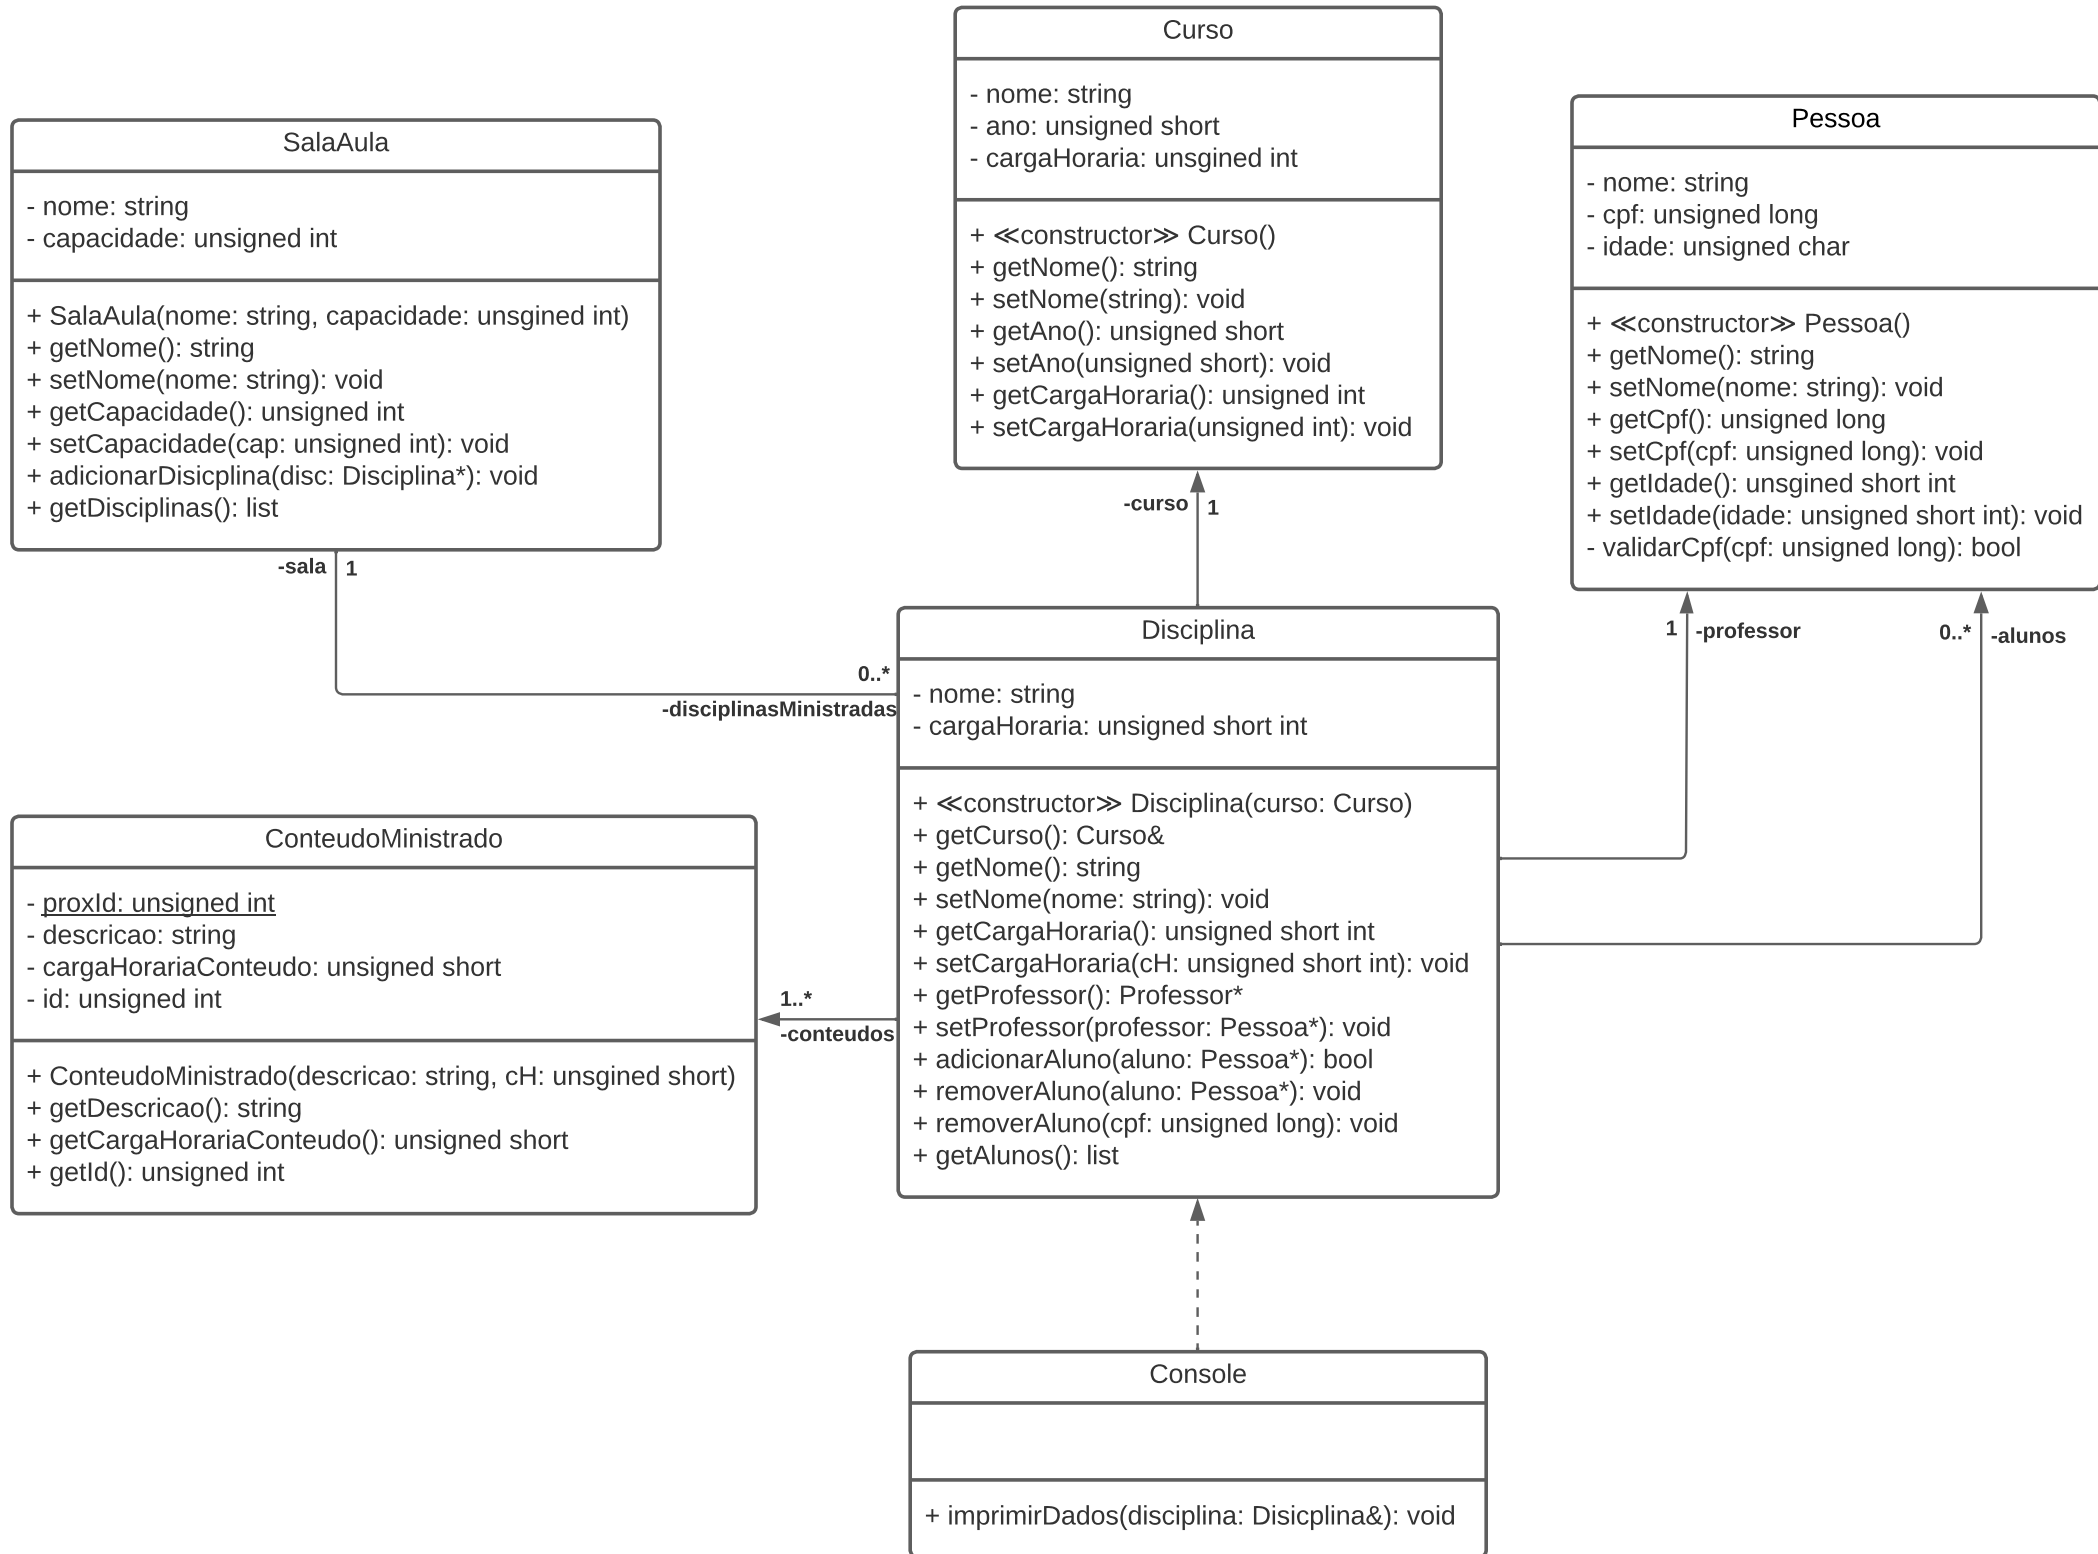 Curso
- nome: string
- ano: unsigned short
- cargaHoraria: unsgined int
+ ≪constructor≫ Curso()
+ getNome(): string
+ setNome(string): void
+ getAno(): unsigned short
+ setAno(unsigned short): void
+ getCargaHoraria(): unsigned int
+ setCargaHoraria(unsigned int): void
-curso 1
SalaAula
- nome: string
- capacidade: unsigned int
+ SalaAula(nome: string, capacidade: unsgined int)
+ getNome(): string
+ setNome(nome: string): void
+ getCapacidade(): unsigned int
+ setCapacidade(cap: unsigned int): void
+ adicionarDisicplina(disc: Disciplina*): void
+ getDisciplinas(): list
-sala 1
0..*
-disciplinasMinistradas
Pessoa
- nome: string
- cpf: unsigned long
- idade: unsigned char
+ ≪constructor≫ Pessoa()
+ getNome(): string
+ setNome(nome: string): void
+ getCpf(): unsigned long
+ setCpf(cpf: unsigned long): void
+ getIdade(): unsgined short int
+ setIdade(idade: unsigned short int): void
- validarCpf(cpf: unsigned long): bool
1 -professor
0..* -alunos
Disciplina
- nome: string
- cargaHoraria: unsigned short int
+ ≪constructor≫ Disciplina(curso: Curso)
+ getCurso(): Curso&
+ getNome(): string
+ setNome(nome: string): void
+ getCargaHoraria(): unsigned short int
+ setCargaHoraria(cH: unsigned short int): void
+ getProfessor(): Professor*
+ setProfessor(professor: Pessoa*): void
+ adicionarAluno(aluno: Pessoa*): bool
+ removerAluno(aluno: Pessoa*): void
+ removerAluno(cpf: unsigned long): void
+ getAlunos(): list
ConteudoMinistrado
- proxId: unsigned int
- descricao: string
- cargaHorariaConteudo: unsigned short
- id: unsigned int
+ ConteudoMinistrado(descricao: string, cH: unsgined short)
+ getDescricao(): string
+ getCargaHorariaConteudo(): unsigned short
+ getId(): unsigned int
1..*
-conteudos
Console
+ imprimirDados(disciplina: Disicplina&): void